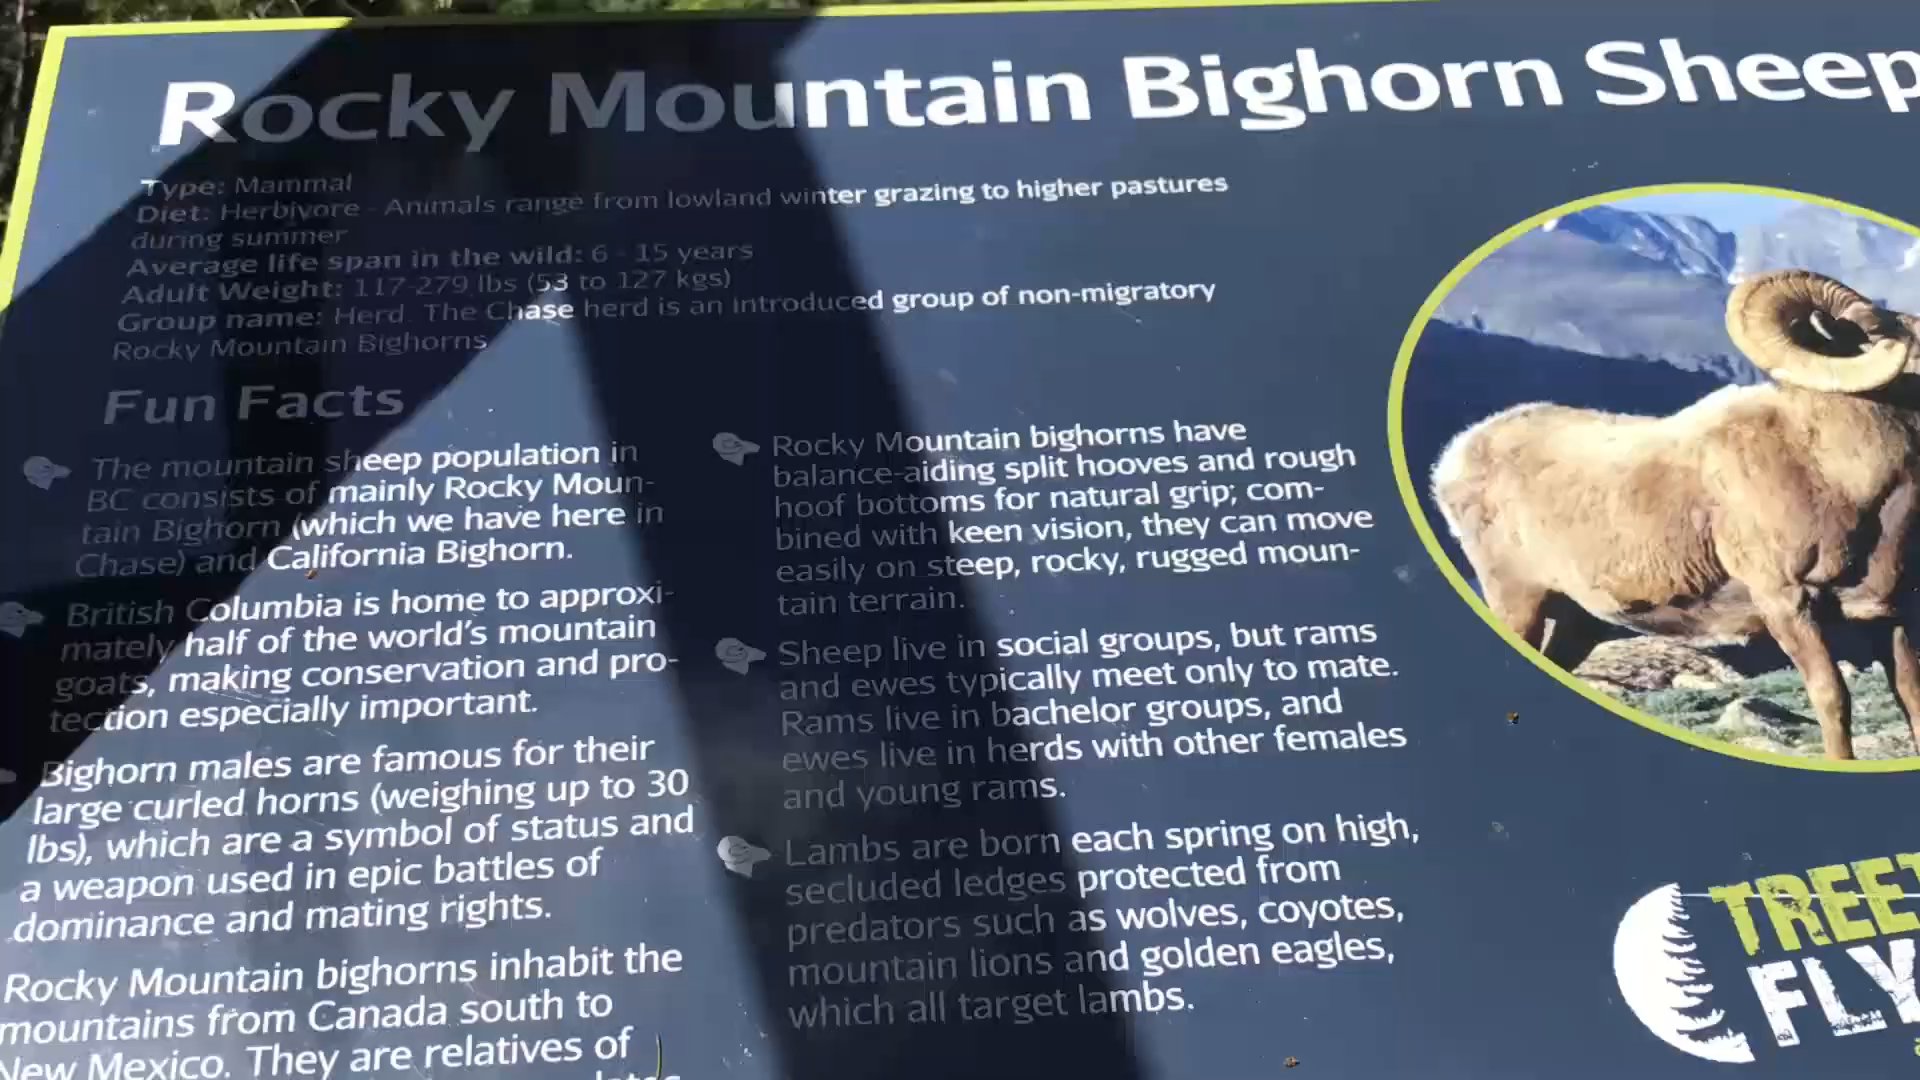 Rocky Mountain Bighorn Sheep
Type: Mammal
Diet: Herbivore - Animals range from lowland winter grazing to higher pastures
during summer
Average life span in the wild: 6 - 15 years
Adult Weight: 117-279 lbs (53 to 127 kgs)
Group name: Herd. The Chase herd is an introduced group of non-migratory
Rocky Mountain Bighorns
Fun Facts
The mountain sheep population in
BC consists of mainly Rocky Moun-
tain Bighorn (which we have here in
Chase) and California Bighorn.
British Columbia is home to approxi-
mately half of the world's mountain
goats, making conservation and pro-
tection especially important.
Bighorn males are famous for their
large curled horns (weighing up to 30
lbs), which are a symbol of status and
a weapon used in epic battles of
dominance and mating rights.
Rocky Mountain bighorns inhabit the
mountains from Canada south to
New Mexico. They are relatives of
Rocky Mountain bighorns have
balance-aiding split hooves and rough
hoof bottoms for natural grip; com-
bined with keen vision, they can move
easily on steep, rocky, rugged moun-
tain terrain.
Sheep live in social groups, but rams
and ewes typically meet only to mate.
Rams live in bachelor groups, and
ewes live in herds with other females
and young rams.
Lambs are born each spring on high,
secluded ledges protected from
predators such as wolves, coyotes,
mountain lions and golden eagles,
which all target lambs.
TREET
FLY